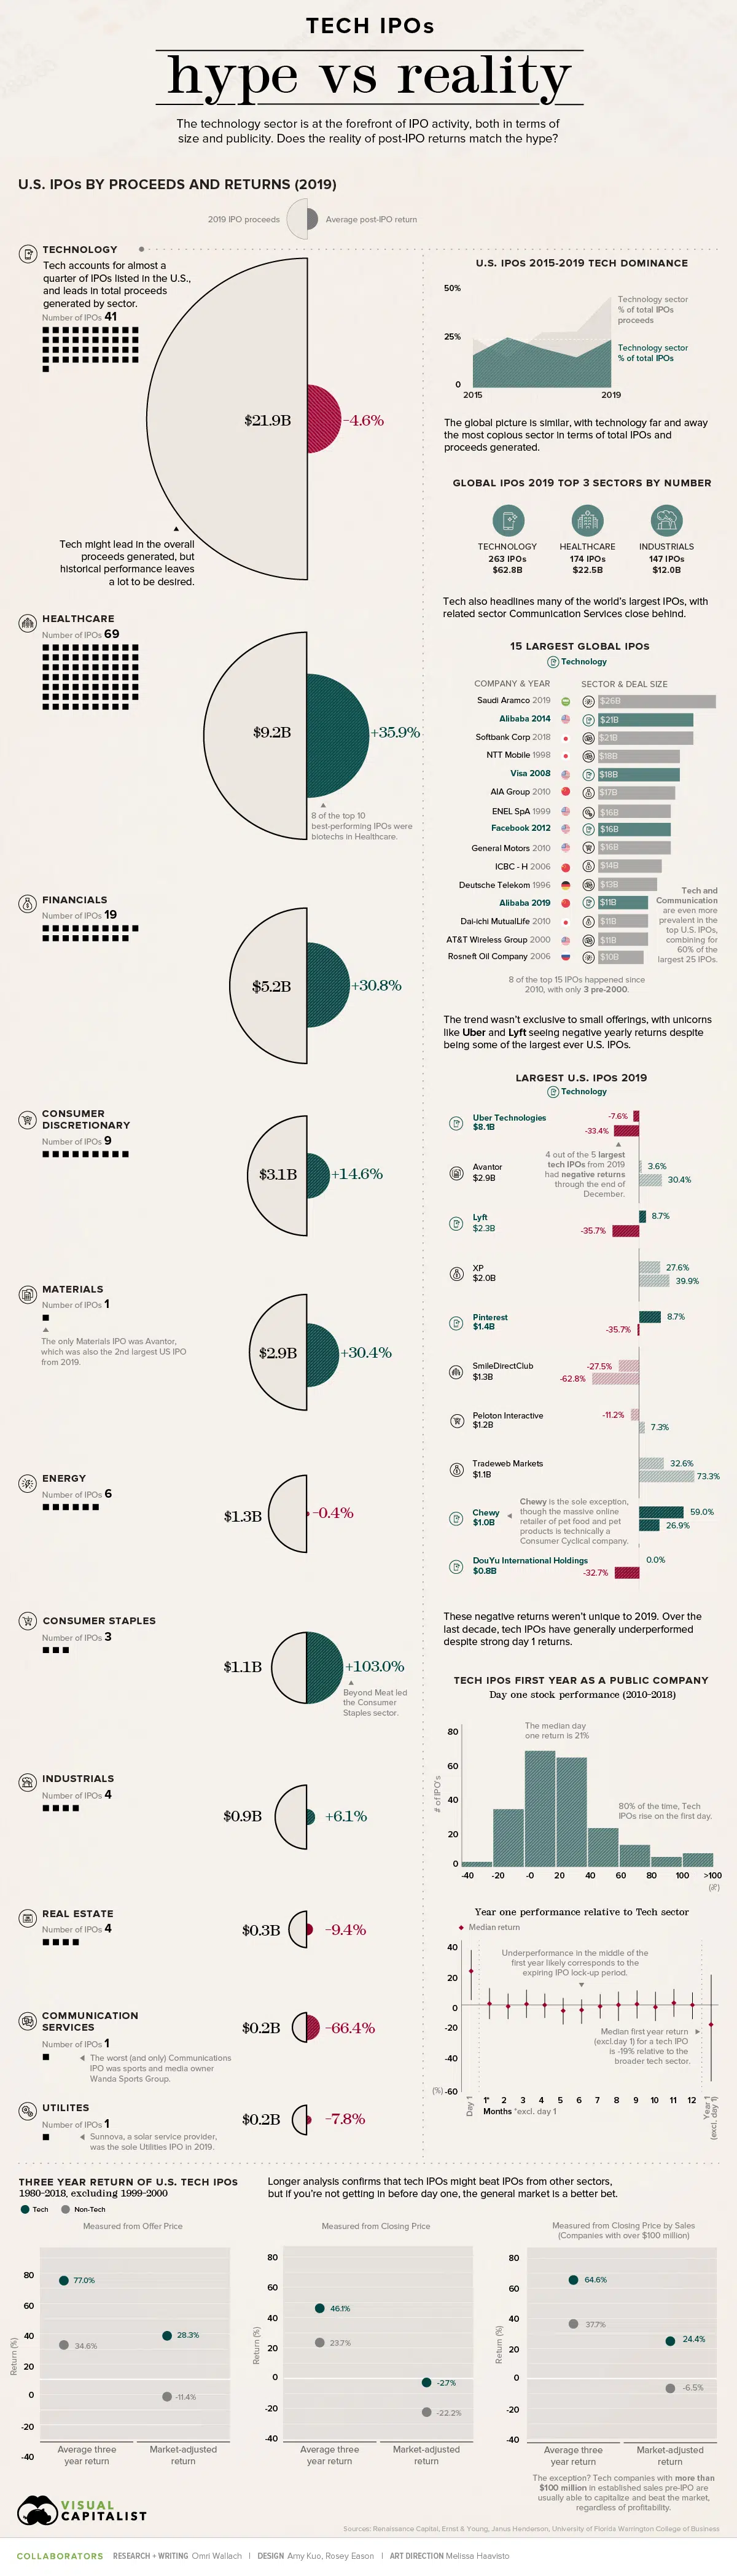 TECH IPOs
hype vs reality
The technology sector is at the forefront of IPO activity, both in terms of
size and publicity. Does the reality of post-IPO returns match the hype?
U.S. IPOs BY PROCEEDS AND RETURNS (2019)
2019 IPO proceeds
Average post-IPO return
TECHNOLOGY
Tech accounts for almost a
quarter of IPOs listed in the U.S.,
and leads in total proceeds
generated by sector.
Number of IPOs 41
$21.9B
-4.6%
Tech might lead in the overall
proceeds generated, but
historical performance leaves
a lot to be desired.
HEALTHCARE
Number of IPOs 69
$9.2B
+35.9%
8 of the top 10
best-performing IPOs were
biotechs in Healthcare.
FINANCIALS
Number of IPOs 19
$5.2B
+30.8%
CONSUMER
DISCRETIONARY
Number of IPOs 9
$3.1B
+14.6%
MATERIALS
Number of IPOs 1
The only Materials IPO was Avantor,
which was also the 2nd largest US IPO
from 2019.
$2.9B
+30.4%
ENERGY
Number of IPOs 6
$1.3B
-0.4%
CONSUMER STAPLES
Number of IPOs 3
$1.1B
+103.0%
Beyond Meat led
the Consumer
Staples sector.
INDUSTRIALS
Number of IPOs 4
$0.9B
+6.1%
REAL ESTATE
Number of IPOs 4
$0.3B
-9.4%
COMMUNICATION
SERVICES
Number of IPOs 1
The worst (and only) Communications
IPO was sports and media owner
Wanda Sports Group.
$0.2B
-66.4%
UTILITES
Number of IPOs 1
Sunnova, a solar service provider,
was the sole Utilities IPO in 2019.
$0.2B
-7.8%
U.S. IPOs 2015-2019 TECH DOMINANCE
50%
25%
0
2015
2019
Technology sector
% of total IPOs
proceeds
Technology sector
% of total IPOs
The global picture is similar, with technology far and away
the most copious sector in terms of total IPOs and
proceeds generated.
GLOBAL IPOs 2019 TOP 3 SECTORS BY NUMBER
TECHNOLOGY
263 IPOs
$62.8B
HEALTHCARE
174 IPOs
$22.5B
INDUSTRIALS
147 IPOs
$12.0B
Tech also headlines many of the world's largest IPOs, with
related sector Communication Services close behind.
15 LARGEST GLOBAL IPOs
Technology
COMPANY & YEAR
SECTOR & DEAL SIZE
Saudi Aramco 2019 $26B
Alibaba 2014 $21B
Softbank Corp 2018 $21B
NTT Mobile 1998 $18B
Visa 2008 $18B
AIA Group 2010 $17B
ENEL SpA 1999 $16B
Facebook 2012 $16B
General Motors 2010 $16B
ICBC - H 2006 $14B
Deutsche Telekom 1996 $13B
Alibaba 2019 $11B
Dai-ichi MutualLife 2010 $11B
AT&T Wireless Group 2000 $11B
Rosneft Oil Company 2006 $10B
Tech and
Communication
are even more
prevalent in the
top U.S. IPOs,
combining for
60% of the
largest 25 IPOs.
8 of the top 15 IPOs happened since
2010, with only 3 pre-2000.
The trend wasn't exclusive to small offerings, with unicorns
like Uber and Lyft seeing negative yearly returns despite
being some of the largest ever U.S. IPOs.
LARGEST U.S. IPOs 2019
Technology
Uber Technologies
$8.1B
-7.6%
-33.4%
4 out of the 5 largest
tech IPOs from 2019
had negative returns
through the end of
December.
Avantor
$2.9B
3.6%
30.4%
Lyft
$2.3B
8.7%
-35.7%
XP
$2.0B
27.6%
39.9%
Pinterest
$1.4B
8.7%
-35.7%
SmileDirectClub
$1.3B
-27.5%
-62.8%
Peloton Interactive
$1.2B
-11.2%
7.3%
Tradeweb Markets
$1.1B
32.6%
73.3%
Chewy
$1.0B
Chewy is the sole exception,
though the massive online
retailer of pet food and pet
products is technically a
Consumer Cyclical company.
59.0%
26.9%
DouYu International Holdings
$0.8B
0.0%
-32.7%
These negative returns weren't unique to 2019. Over the
last decade, tech IPOs have generally underperformed
despite strong day 1 returns.
TECH IPOs FIRST YEAR AS A PUBLIC COMPANY
Day one stock performance (2010-2018)
The median day
one return is 21%
80% of the time, Tech
IPOs rise on the first day.
# of IPO's
80
60
40
20
0
-40 -20 -0 20 40 60 80 100 >100
(%)
Year one performance relative to Tech sector
Median return
Underperformance in the middle of the
first year likely corresponds to the
expiring IPO lock-up period.
Median first year return
(excl.day 1) for a tech IPO
is -19% relative to the
broader tech sector.
40
20
0
-20
-40
(%) -60
Day 1
1* 2 3 4 5 6 7 8 9 10 11 12
Months *excl. day 1
Year 1
(excl. day 1)
THREE YEAR RETURN OF U.S. TECH IPOS
1980-2018, excluding 1999-2000
Tech
Non-Tech
Longer analysis confirms that tech IPOs might beat IPOs from other sectors,
but if you're not getting in before day one, the general market is a better bet.
Measured from Offer Price
Return (%)
80
60
40
20
0
-20
-40
77.0%
34.6%
28.3%
-11.4%
Average three
year return
Market-adjusted
return
Measured from Closing Price
Return (%)
80
60
40
20
0
-20
-40
46.1%
23.7%
-2.7%
-22.2%
Average three
year return
Market-adjusted
return
Measured from Closing Price by Sales
(Companies with over $100 million)
Return (%)
80
60
40
20
0
-20
-40
64.6%
37.7%
24.4%
-6.5%
Average three
year return
Market-adjusted
return
The exception? Tech companies with more than
$100 million in established sales pre-IPO are
usually able to capitalize and beat the market,
regardless of profitability.
VISUAL
CAPITALIST
Sources: Renaissance Capital, Ernst & Young, Janus Henderson, University of Florida Warrington College of Business
COLLABORATORS RESEARCH + WRITING Omri Wallach | DESIGN Amy Kuo, Rosey Eason | ART DIRECTION Melissa Haavisto